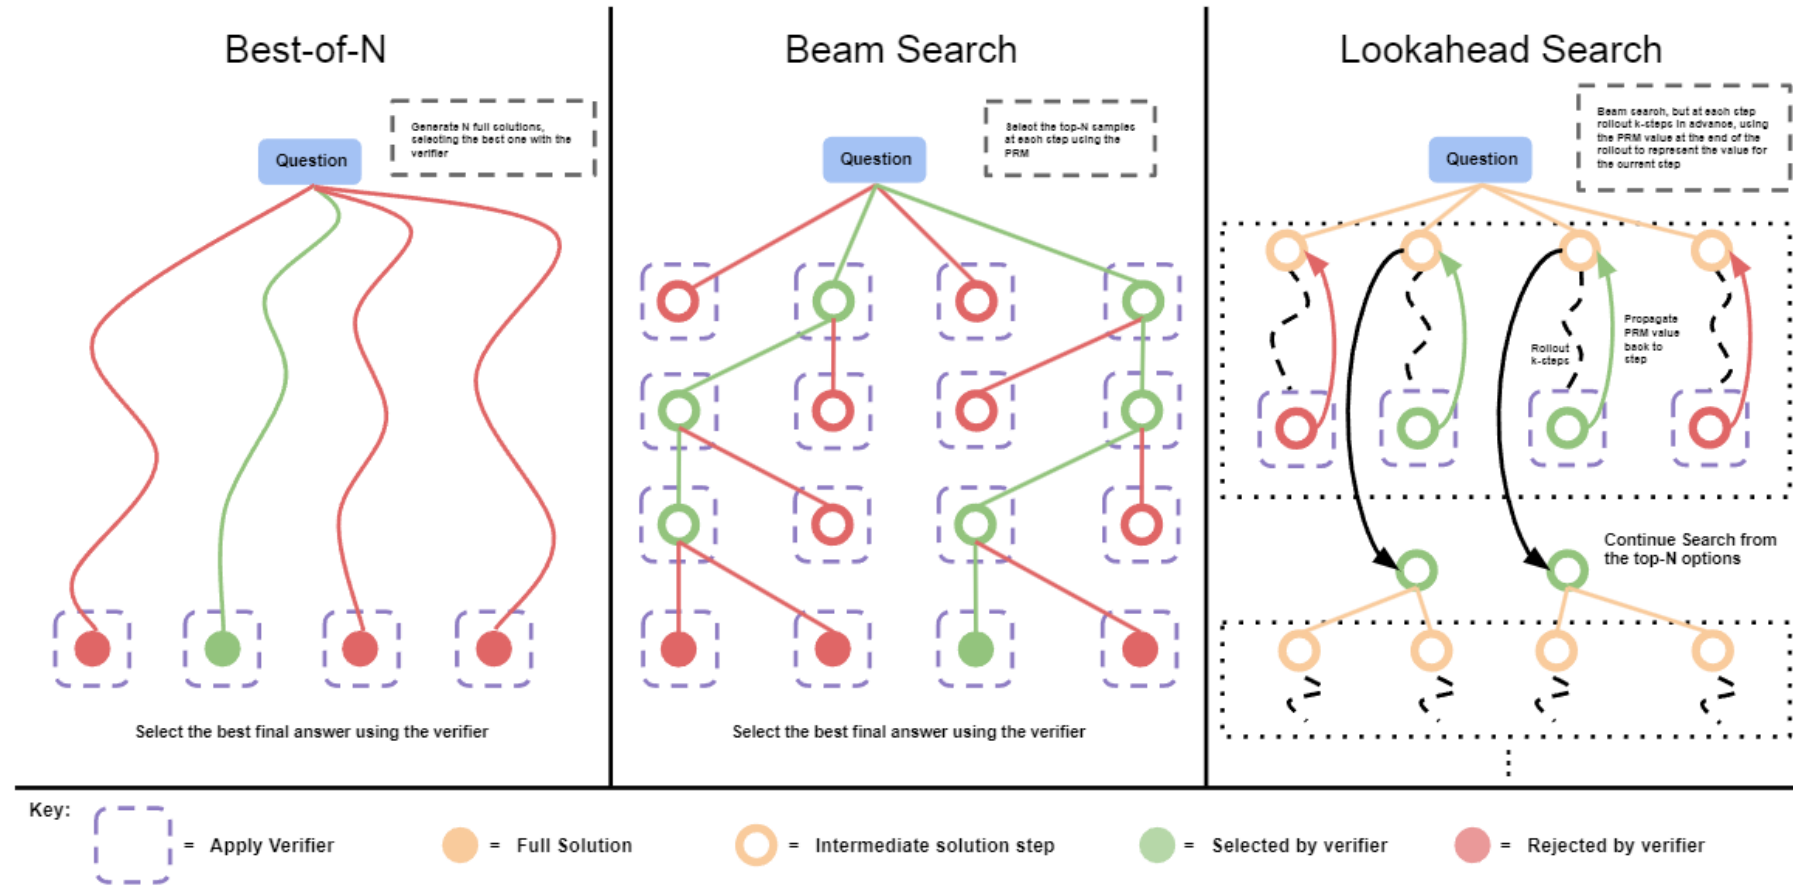 Best-of-N
Generate N full solutions,
selecting the best one with the
verifier
Question
Select the best final answer using the verifier
Beam Search
Select the top-N samples
at each step using the
PRM
Question
Select the best final answer using the verifier
Lookahead Search
Beam search, but at each step
rollout k-steps in advance, using
the PRM value at the end of the
rollout to represent the value for
the current step
Question
Propagate
PRM value
back to
step
Rollout
k-steps
Continue Search from
the top-N options
Key:
= Apply Verifier
= Full Solution
= Intermediate solution step
= Selected by verifier
= Rejected by verifier